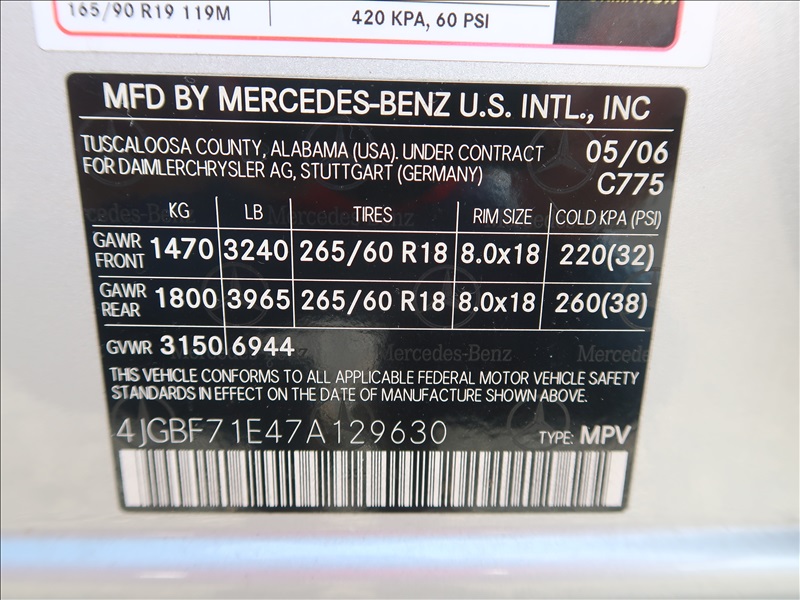 165/90 R19 119M
420 KPA, 60 PSI
MFD BY MERCEDES-BENZ U.S. INTL., INC
TUSCALOOSA COUNTY, ALABAMA (USA). UNDER CONTRACT 05/06
FOR DAIMLERCHRYSLER AG, STUTTGART (GERMANY) C775
KG LB TIRES RIM SIZE COLD KPA (PSI)
GAWR FRONT 1470 3240 265/60 R18 8.0x18 220(32)
GAWR REAR 1800 3965 265/60 R18 8.0x18 260(38)
GVWR 3150 6944
THIS VEHICLE CONFORMS TO ALL APPLICABLE FEDERAL MOTOR VEHICLE SAFETY
STANDARDS IN EFFECT ON THE DATE OF MANUFACTURE SHOWN ABOVE.
4JGBF71E47A129630 TYPE: MPV